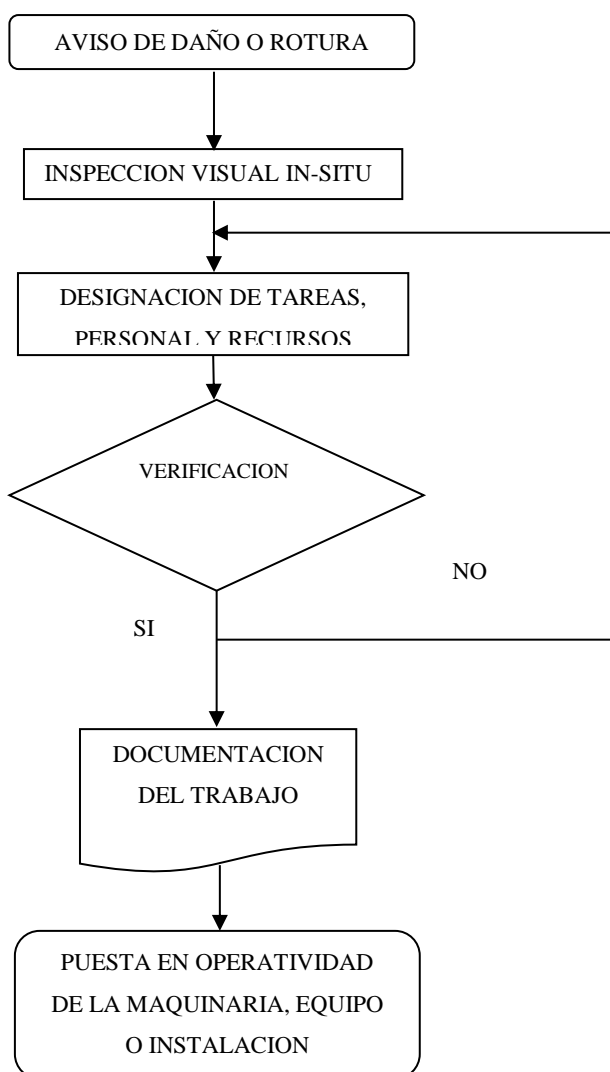 AVISO DE DAÑO O ROTURA
INSPECCION VISUAL IN-SITU
DESIGNACION DE TAREAS,
PERSONAL Y RECURSOS
VERIFICACION
NO
SI
DOCUMENTACION
DEL TRABAJO
PUESTA EN OPERATIVIDAD
DE LA MAQUINARIA, EQUIPO
O INSTALACION